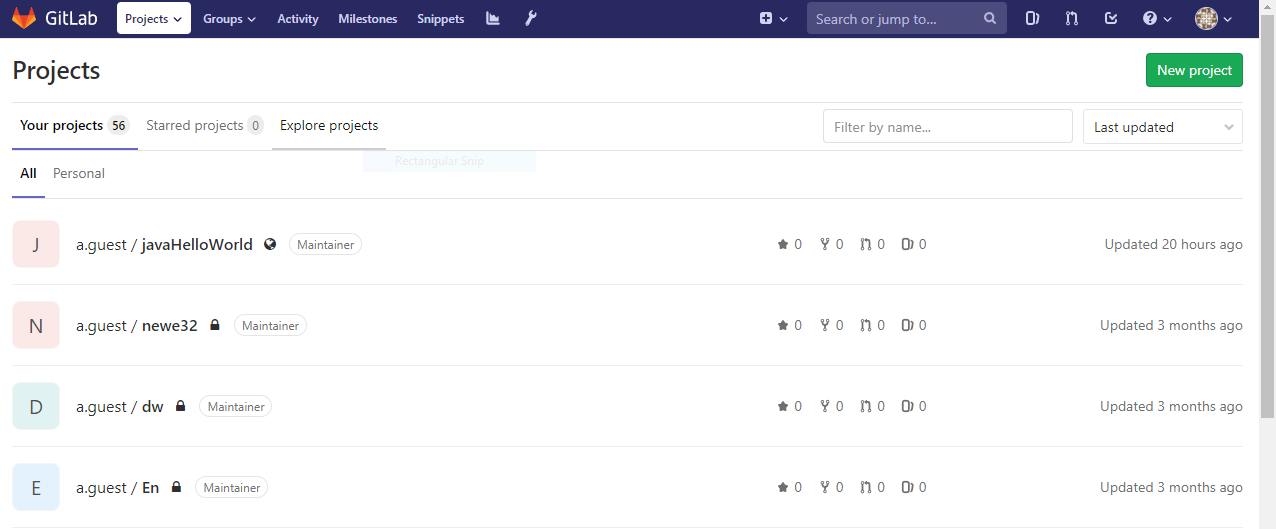 GitLab Projects Groups Activity Milestones Snippets Search or jump to...
Projects New project
Your projects 56 Starred projects 0 Explore projects Filter by name... Last updated
Rectangular Snip
All Personal
J a.guest / javaHelloWorld Maintainer 0 0 0 0 Updated 20 hours ago
N a.guest / newe32 Maintainer 0 0 0 0 Updated 3 months ago
D a.guest / dw Maintainer 0 0 0 0 Updated 3 months ago
E a.guest / En Maintainer 0 0 0 0 Updated 3 months ago